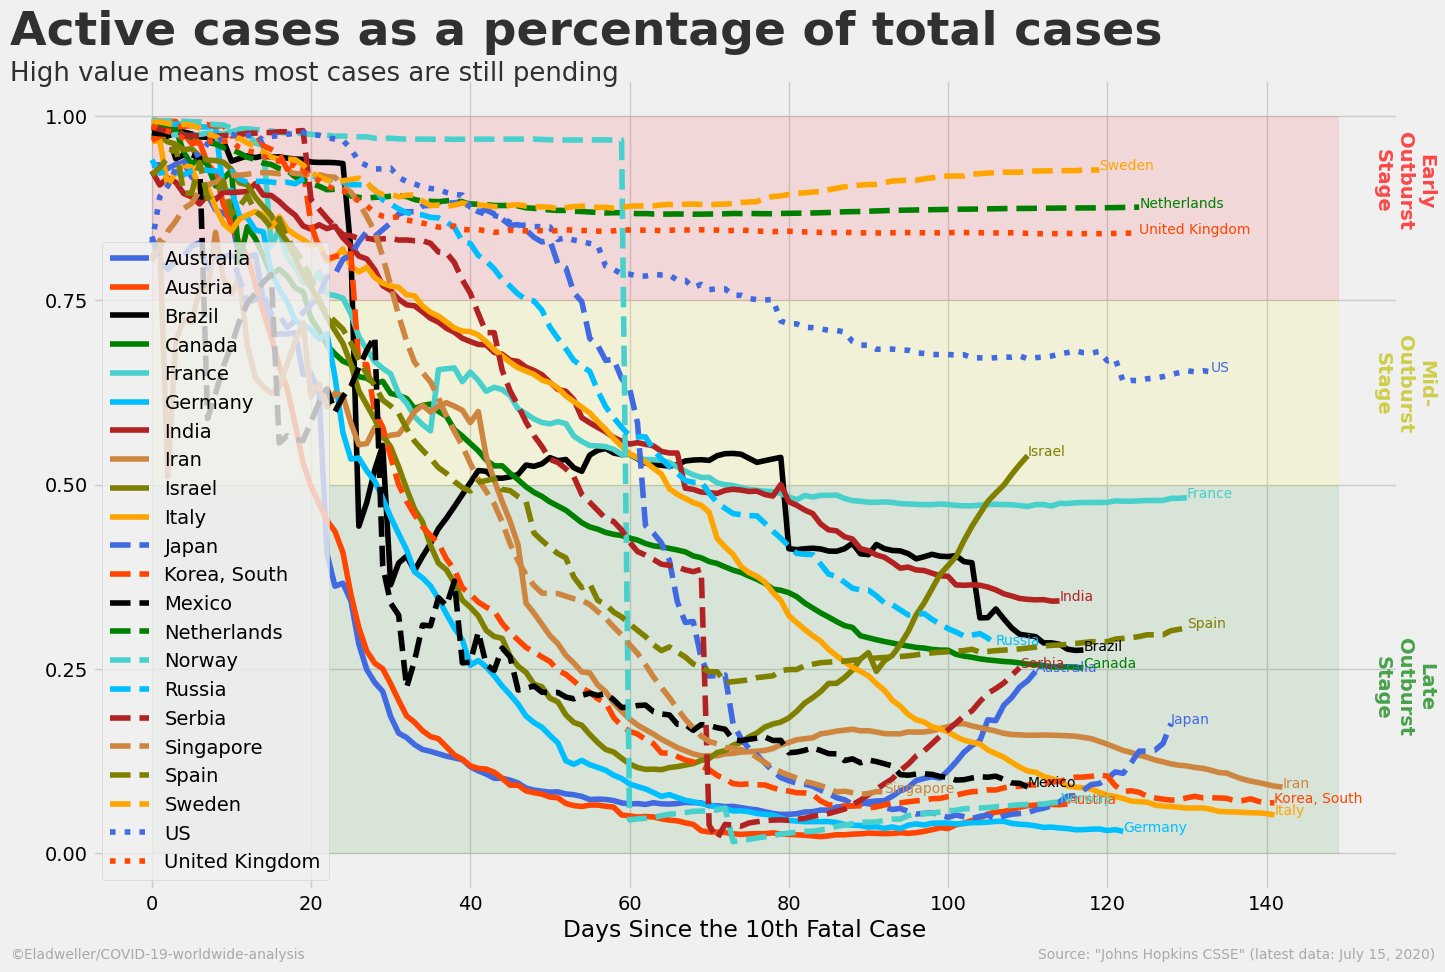 Active cases as a percentage of total cases
High value means most cases are still pending
1.00
0.75
0.50
0.25
0.00
0
20
40
60
80
100
120
140
Days Since the 10th Fatal Case
Australia
Austria
Brazil
Canada
France
Germany
India
Iran
Israel
Italy
Japan
Korea, South
Mexico
Netherlands
Norway
Russia
Serbia
Singapore
Spain
Sweden
US
United Kingdom
Sweden
Netherlands
United Kingdom
US
Israel
France
India
Spain
Russia
Brazil
Serbia
Canada
Australia
Japan
Mexico
Iran
Singapore
Norway
Austria
Korea, South
Italy
Germany
Early
Outburst
Stage
Mid-
Outburst
Stage
Late
Outburst
Stage
©Eladweller/COVID-19-worldwide-analysis
Source: "Johns Hopkins CSSE" (latest data: July 15, 2020)